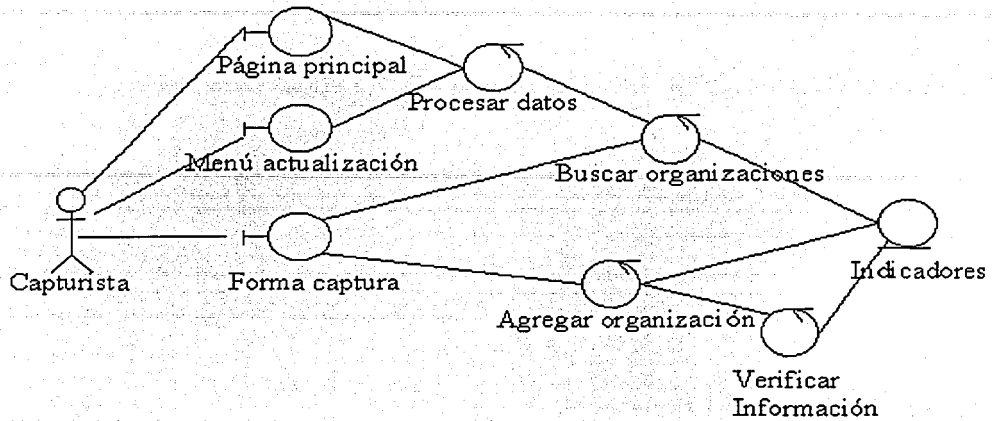 Página principal
Procesar datos
Menú actualización
Buscar organizaciones
Capturista
Forma captura
Indicadores
Agregar organización
Verificar
Información